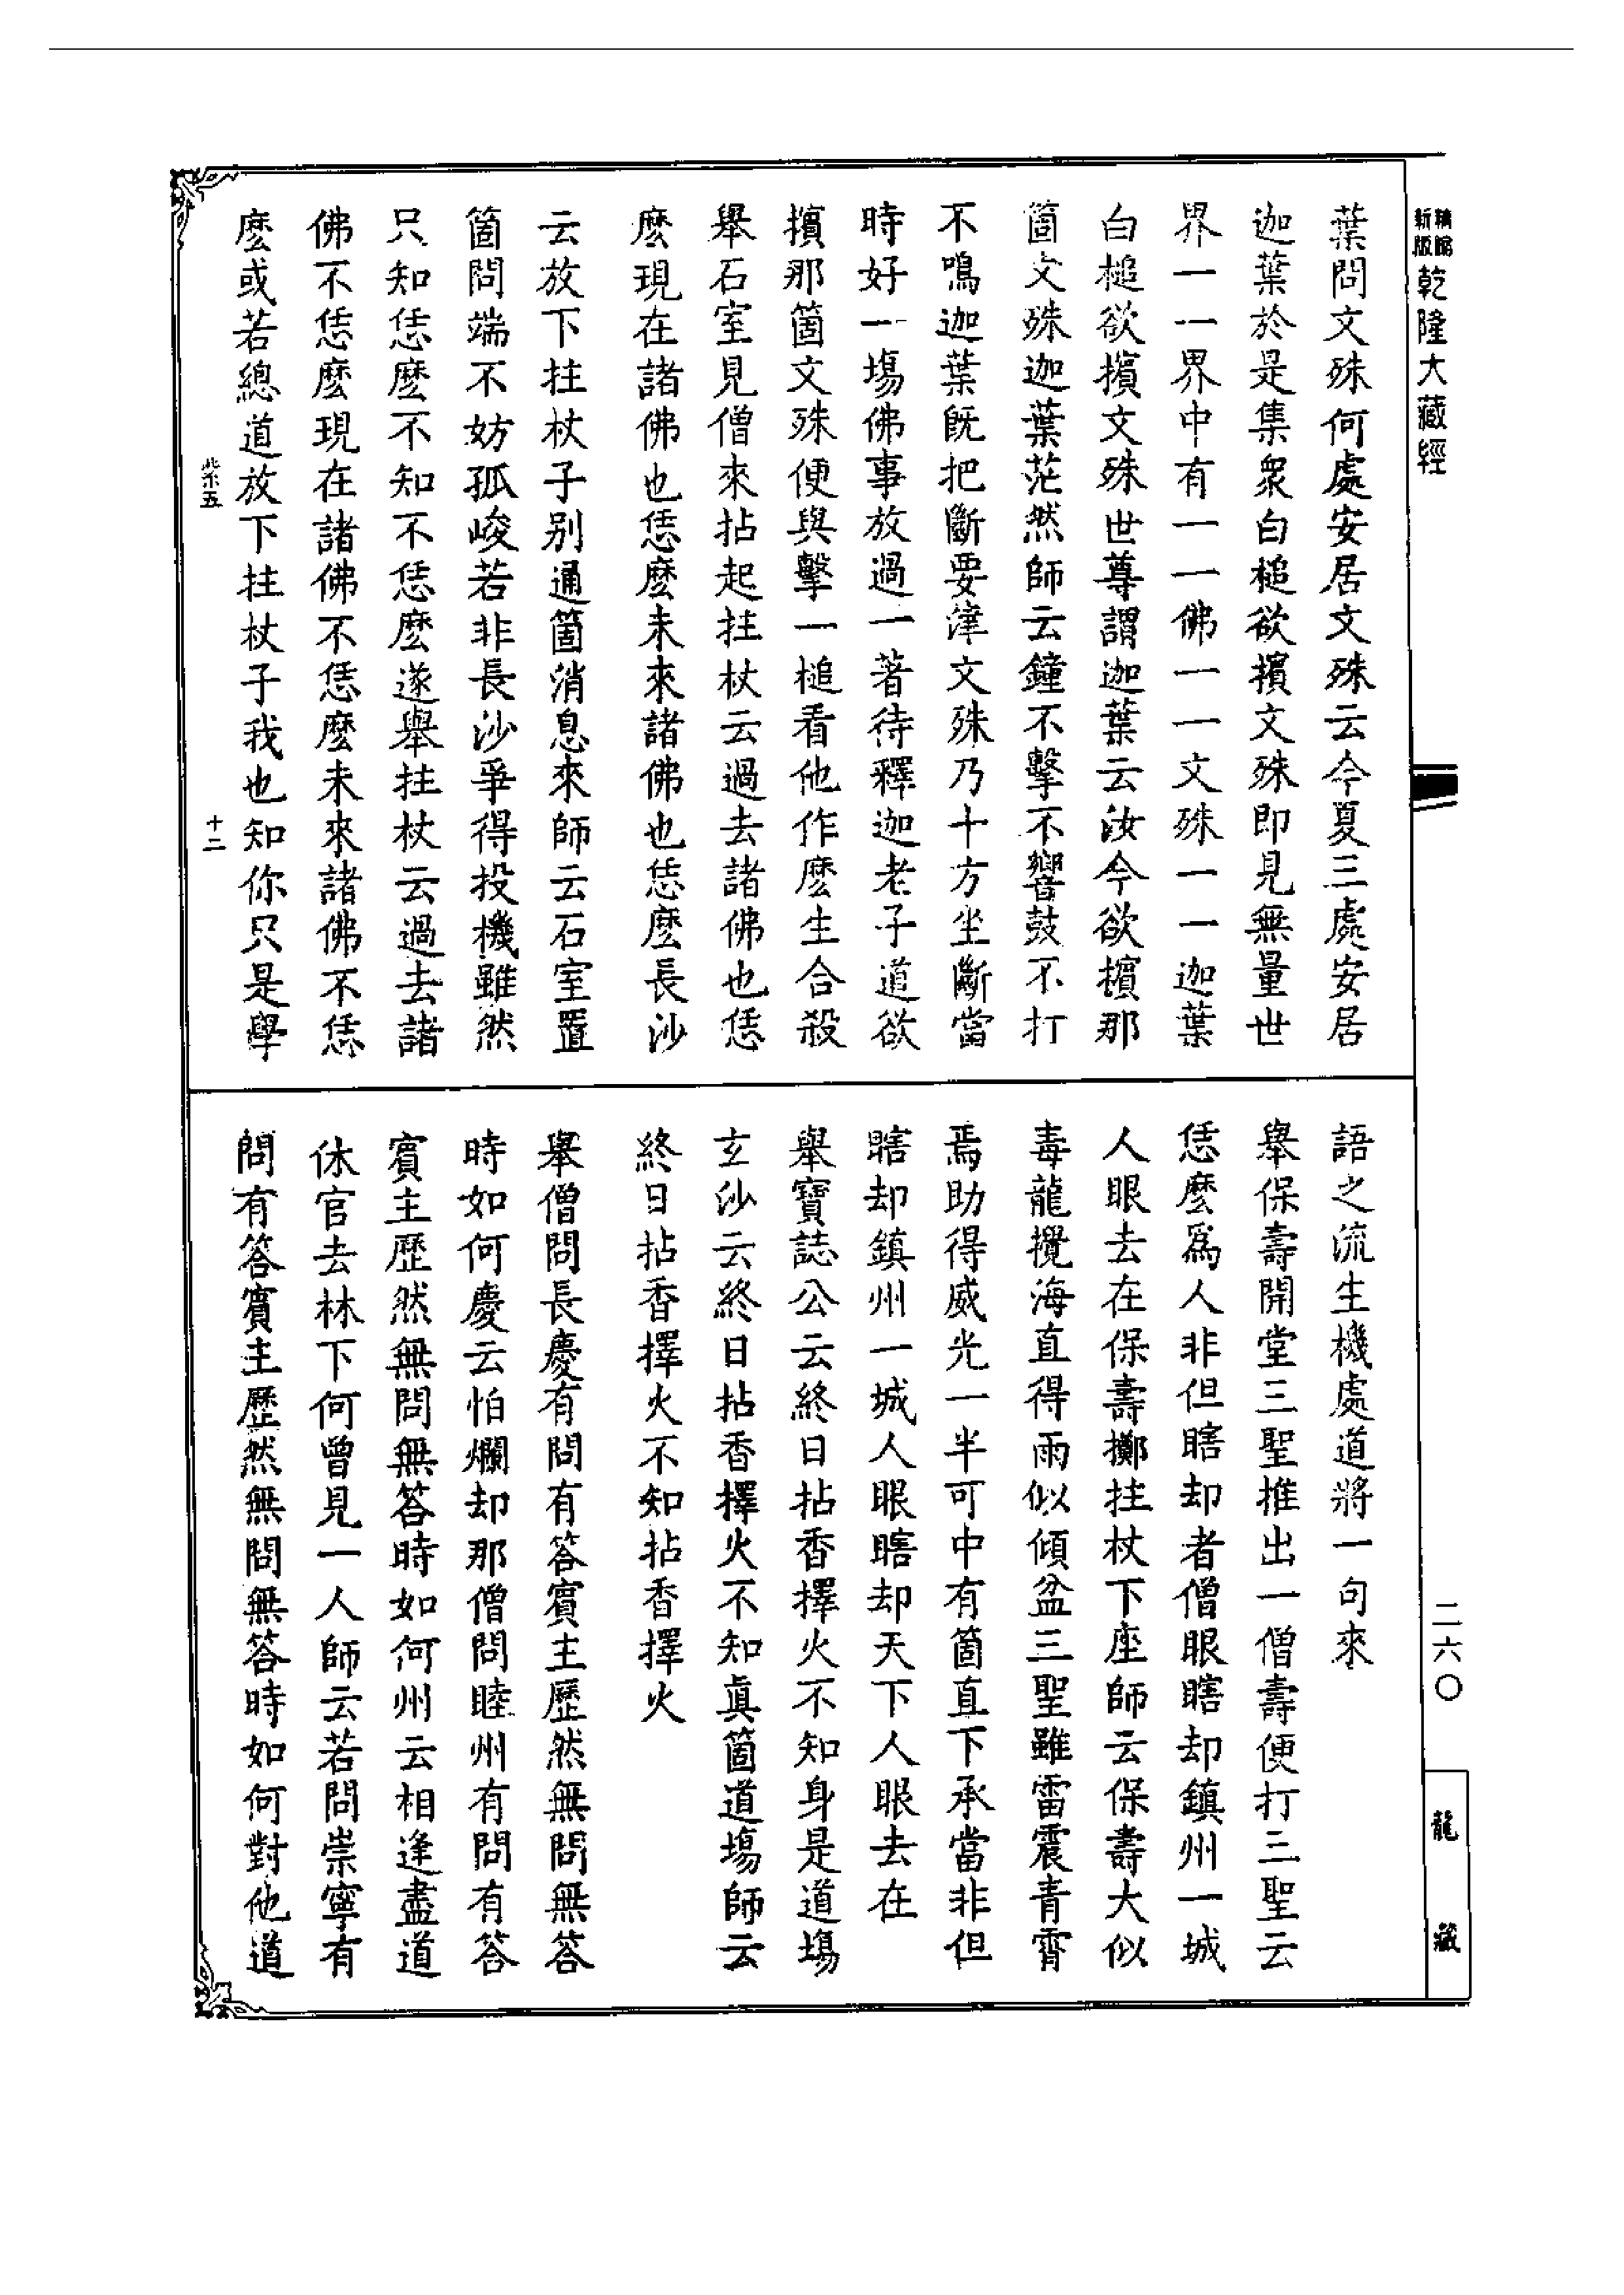 新版
精縮
乾隆大藏經
葉問文殊何處安居文殊云今夏三處安居
迦葉於是集衆白槌欲擯文殊即見無量世
界一一界中有一一佛一一文殊一一迦葉
白槌欲擯文殊世尊謂迦葉云汝今欲擯那
箇文殊迦葉茫然師云鐘不擊不響鼓不打
不鳴迦葉旣把斷要津文殊乃十方坐斷當
時好一塲佛事放過一著待釋迦老子道欲
擯那箇文殊便與擊一槌看他作麽生合殺
舉石室見僧來拈起拄杖云過去諸佛也恁
麽現在諸佛也恁麽未來諸佛也恁麽長沙
云放下拄杖子別通箇消息來師云石室置
箇問端不妨孤峻若非長沙爭得投機雖然
只知恁麽不知不恁麽遂舉拄杖云過去諸
佛不恁麽現在諸佛不恁麽未來諸佛不恁
麽或若總道放下拄杖子我也知你只是學
此宗五
十二
語之流生機處道將一句來
舉保壽開堂三聖推出一僧壽便打三聖云
恁麽爲人非但瞎却者僧眼瞎却鎮州一城
人眼去在保壽擲拄杖下座師云保壽大似
毒龍攪海直得雨似傾盆三聖雖雷震青霄
焉助得威光一半可中有箇直下承當非但
瞎却鎮州一城人眼瞎却天下人眼去在
舉寶誌公云終日拈香擇火不知身是道塲
玄沙云終日拈香擇火不知眞箇道塲師云
終日拈香擇火不知拈香擇火
舉僧問長慶有問有答賓主歷然無問無答
時如何慶云怕爛却那僧問睦州有問有答
賓主歷然無問無答時如何州云相逢盡道
休官去林下何曾見一人師云若問崇寧有
問有答賓主歷然無問無答時如何對他道
二六〇
龍藏